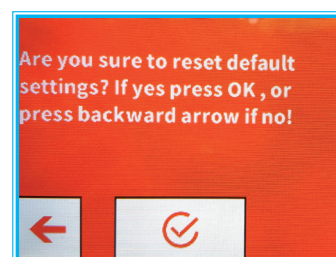 Are you sure to reset default
settings? If yes press OK , or
press backward arrow if no!